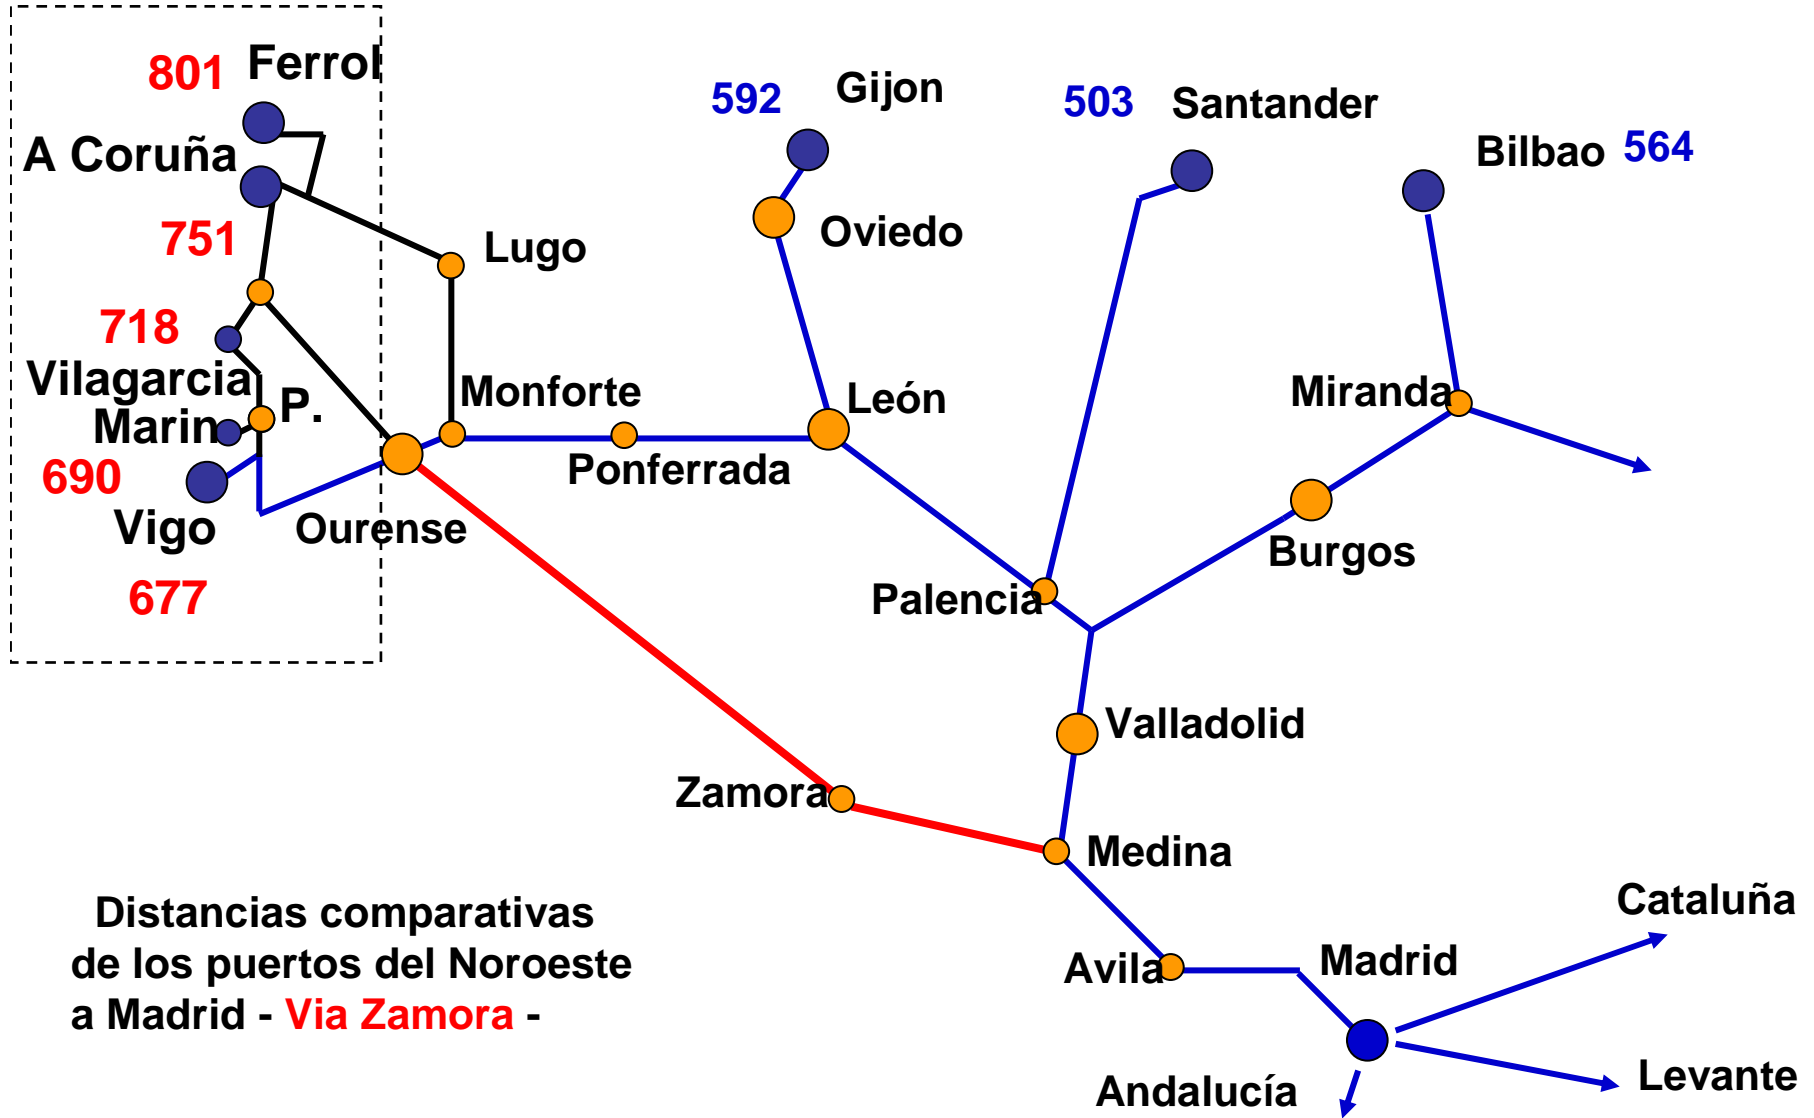 801 Ferrol
A Coruña
751
718
Vilagarcia
P.
Marin
690
Vigo
677
Ourense
Lugo
Monforte
Ponferrada
592 Gijon
Oviedo
León
503 Santander
Bilbao 564
Miranda
Burgos
Palencia
Valladolid
Zamora
Medina
Avila
Madrid
Cataluña
Levante
Andalucía
Distancias comparativas
de los puertos del Noroeste
a Madrid - Via Zamora -